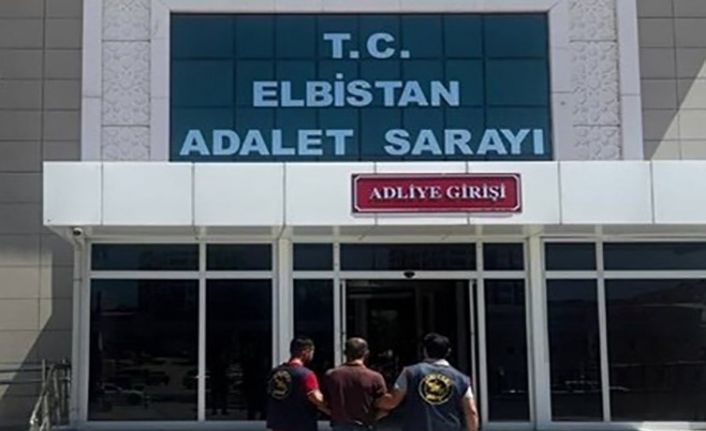 T.C.
ELBİSTAN
ADALET SARAYI
ADLİYE GİRİŞİ